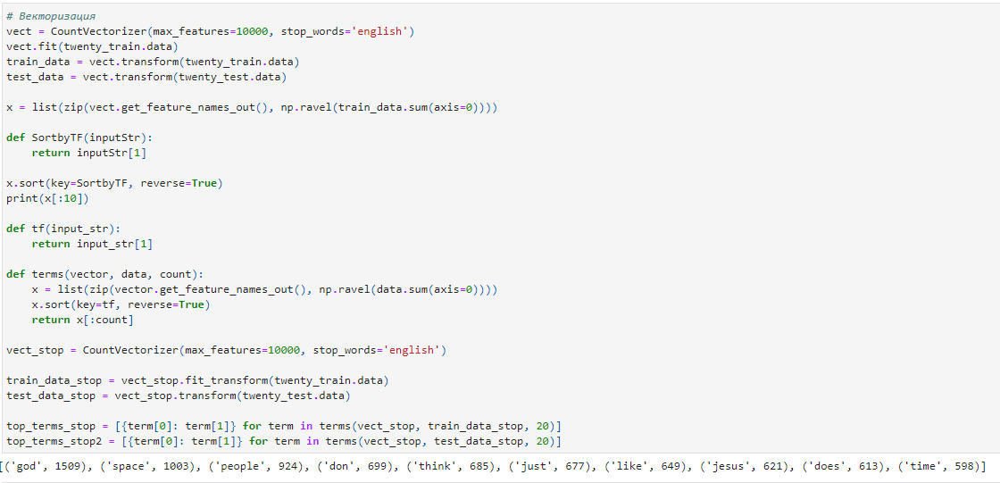 # Векторизация
vect = CountVectorizer(max_features=10000, stop_words='english')
vect.fit(twenty_train.data)
train_data = vect.transform(twenty_train.data)
test_data = vect.transform(twenty_test.data)

x = list(zip(vect.get_feature_names_out(), np.ravel(train_data.sum(axis=0))))

def SortbyTF(inputStr):
    return inputStr[1]

x.sort(key=SortbyTF, reverse=True)
print(x[:10])

def tf(input_str):
    return input_str[1]

def terms(vector, data, count):
    x = list(zip(vector.get_feature_names_out(), np.ravel(data.sum(axis=0))))
    x.sort(key=tf, reverse=True)
    return x[:count]

vect_stop = CountVectorizer(max_features=10000, stop_words='english')

train_data_stop = vect_stop.fit_transform(twenty_train.data)
test_data_stop = vect_stop.transform(twenty_test.data)

top_terms_stop = [{term[0]: term[1]} for term in terms(vect_stop, train_data_stop, 20)]
top_terms_stop2 = [{term[0]: term[1]} for term in terms(vect_stop, test_data_stop, 20)]
[('god', 1509), ('space', 1003), ('people', 924), ('don', 699), ('think', 685), ('just', 677), ('like', 649), ('jesus', 621), ('does', 613), ('time', 598)]